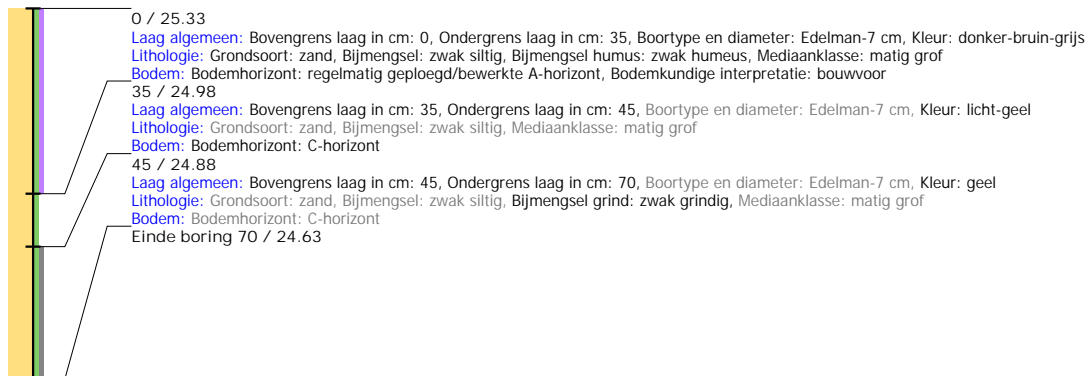 0 / 25.33
Laag algemeen: Bovengrens laag in cm: 0, Ondergrens laag in cm: 35, Boortype en diameter: Edelman-7 cm, Kleur: donker-bruin-grijs
Lithologie: Grondsoort: zand, Bijmengsel: zwak siltig, Bijmengsel humus: zwak humeus, Mediaanklasse: matig grof
Bodem: Bodemhorizont: regelmatig geploegd/bewerkte A-horizont, Bodemkundige interpretatie: bouwvoor
35 / 24.98
Laag algemeen: Bovengrens laag in cm: 35, Ondergrens laag in cm: 45, Boortype en diameter: Edelman-7 cm, Kleur: licht-geel
Lithologie: Grondsoort: zand, Bijmengsel: zwak siltig, Mediaanklasse: matig grof
Bodem: Bodemhorizont: C-horizont
45 / 24.88
Laag algemeen: Bovengrens laag in cm: 45, Ondergrens laag in cm: 70, Boortype en diameter: Edelman-7 cm, Kleur: geel
Lithologie: Grondsoort: zand, Bijmengsel: zwak siltig, Bijmengsel grind: zwak grindig, Mediaanklasse: matig grof
Bodem: Bodemhorizont: C-horizont
Einde boring 70 / 24.63